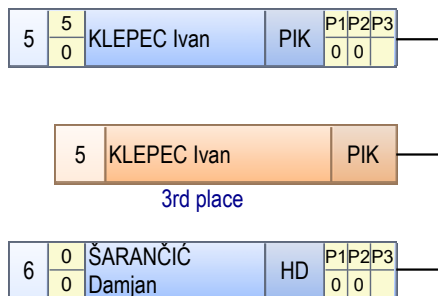 5 5 KLEPEC Ivan PIK P1 P2 P3
0 0 0
5 KLEPEC Ivan PIK
3rd place
6 0 ŠARANČIĆ HD P1 P2 P3
0 Damjan 0 0